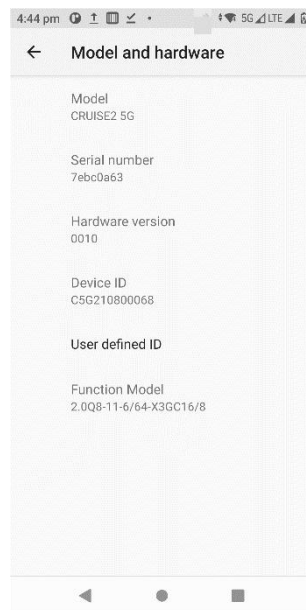 4:44 pm 5G LTE
Model and hardware
Model
CRUISE2 5G
Serial number
7ebc0a63
Hardware version
0010
Device ID
C5G210800068
User defined ID
Function Model
2.0Q8-11-6/64-X3GC16/8